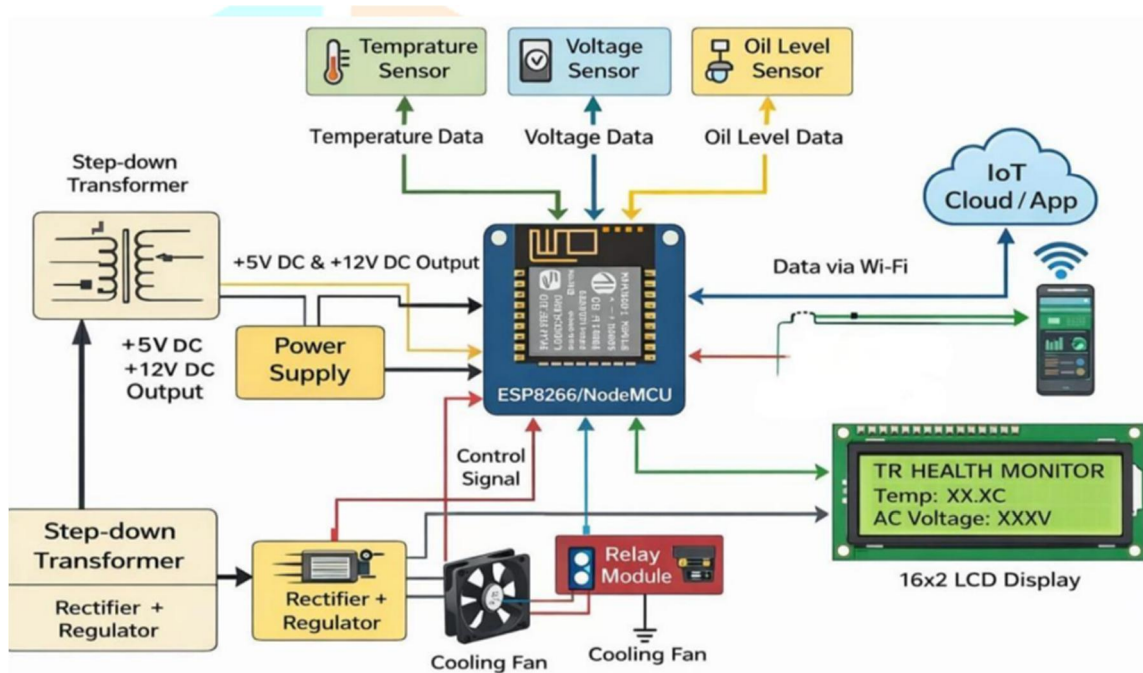 Temprature
Sensor
Voltage
Sensor
Oil Level
Sensor
Temperature Data
Voltage Data
Oil Level Data
Step-down
Transformer
IoT
Cloud / App
+5V DC & +12V DC Output
Data via Wi-Fi
+5V DC
+12V DC
Output
Power
Supply
ESP8266/NodeMCU
Control
Signal
TR HEALTH MONITOR
Temp: XX.XC
AC Voltage: XXXV
16x2 LCD Display
Step-down
Transformer
Rectifier +
Regulator
Rectifier +
Regulator
Relay
Module
Cooling Fan
Cooling Fan